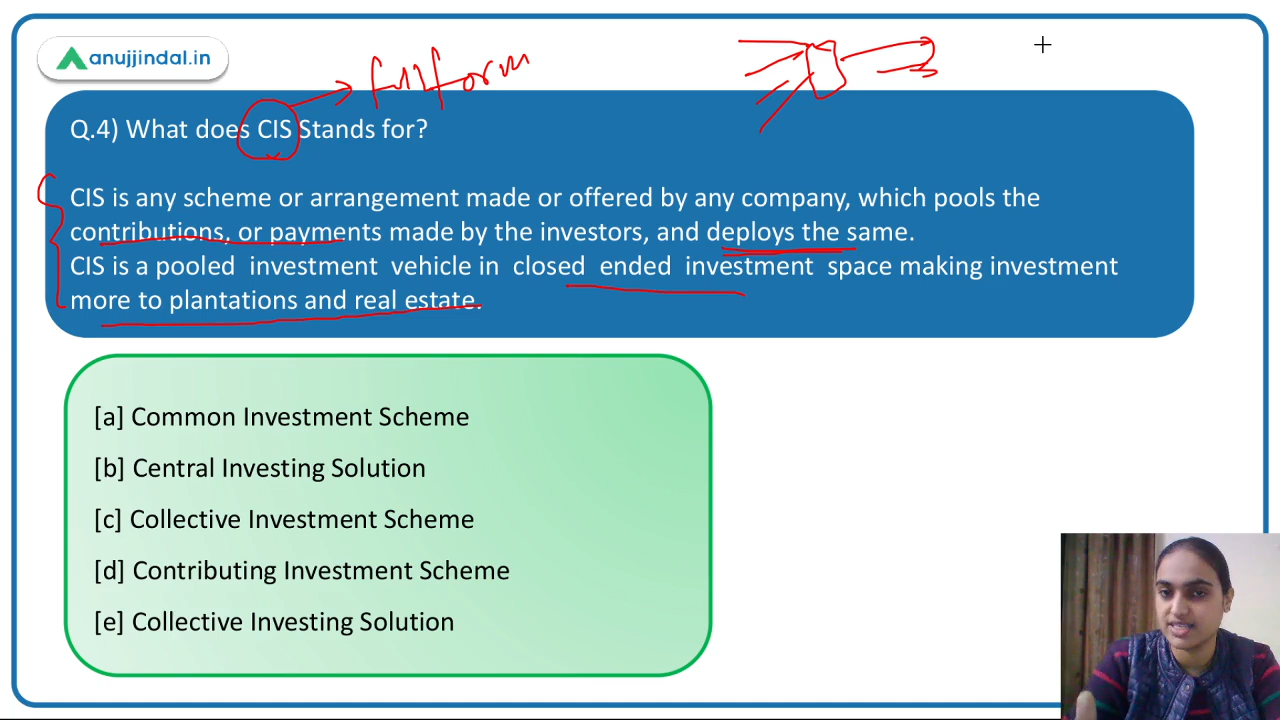 anujjindal.in
fullform
Q.4) What does CIS Stands for?
CIS is any scheme or arrangement made or offered by any company, which pools the
contributions, or payments made by the investors, and deploys the same.
CIS is a pooled investment vehicle in closed ended investment space making investment
more to plantations and real estate.
[a] Common Investment Scheme
[b] Central Investing Solution
[c] Collective Investment Scheme
[d] Contributing Investment Scheme
[e] Collective Investing Solution